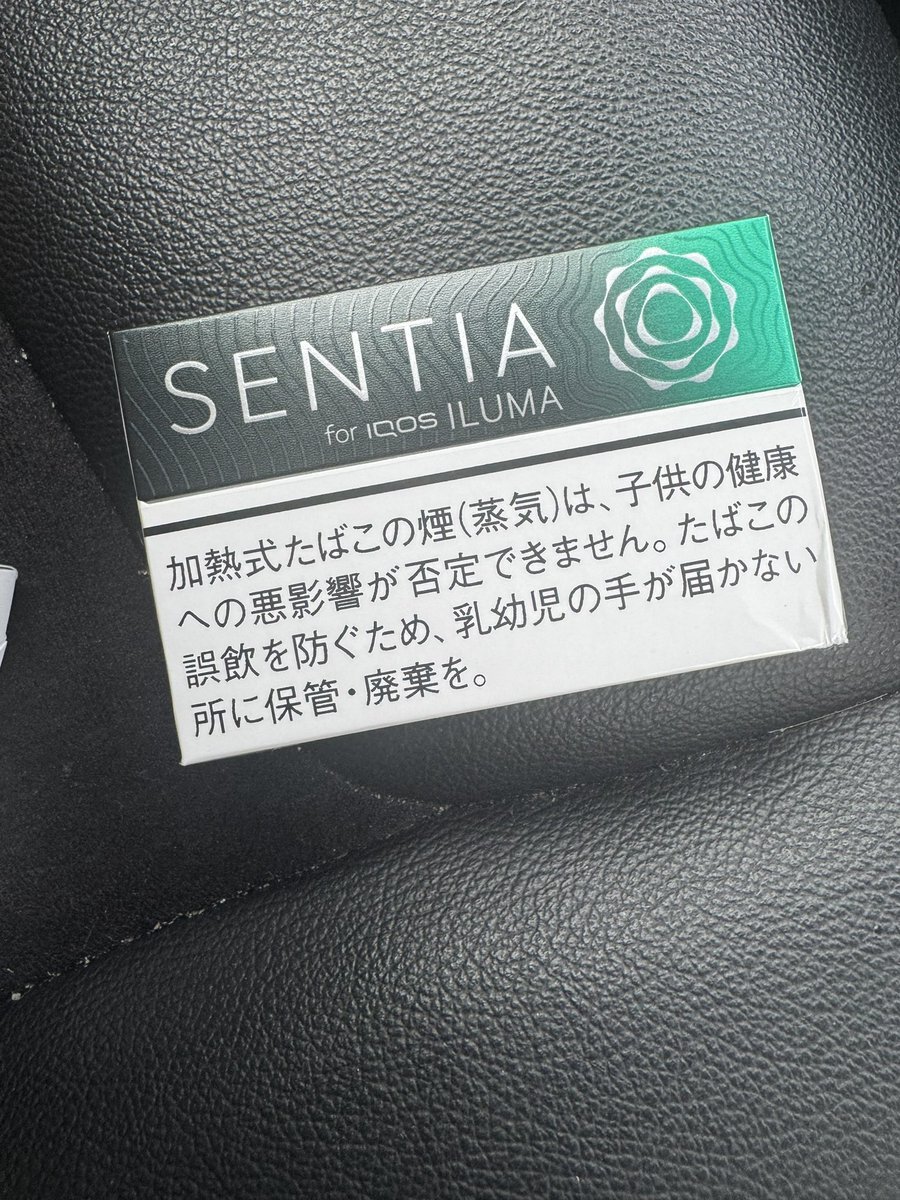 SENTIA
for IQOS ILUMA
加熱式たばこの煙(蒸気)は、子供の健康
への悪影響が否定できません。たばこの
誤飲を防ぐため、乳幼児の手が届かない
所に保管・廃棄を。